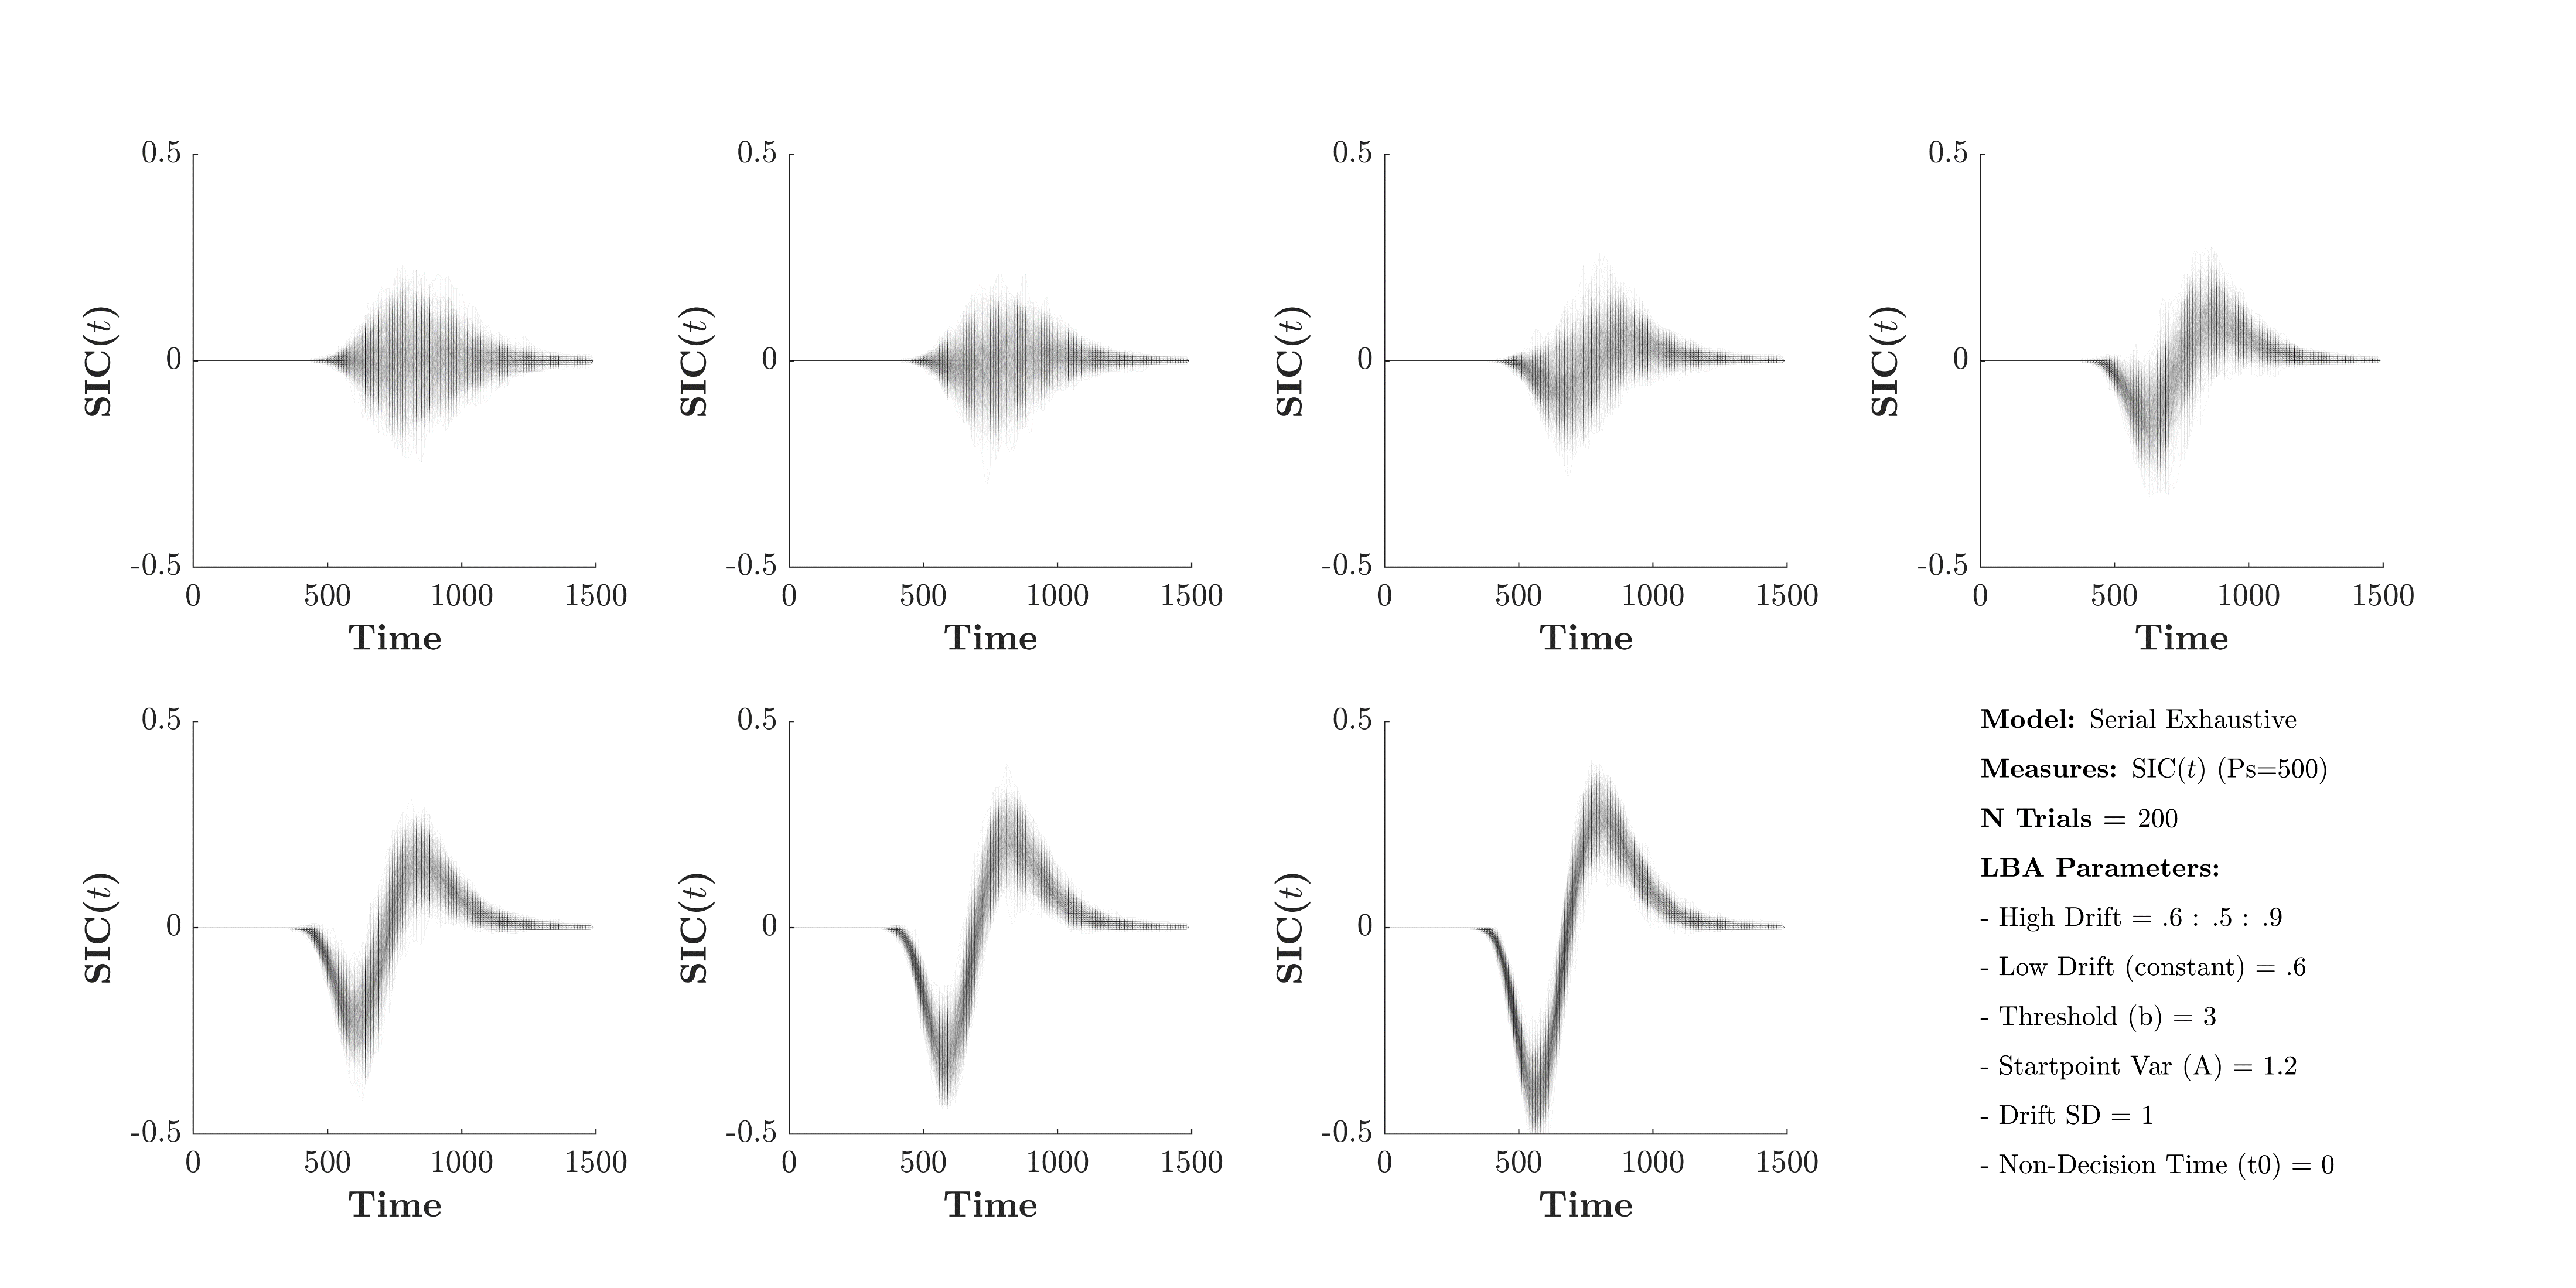 0.5
0
-0.5
SIC(t)
0 500 1000 1500
Time
0.5
0
-0.5
SIC(t)
0 500 1000 1500
Time
0.5
0
-0.5
SIC(t)
0 500 1000 1500
Time
0.5
0
-0.5
SIC(t)
0 500 1000 1500
Time
0.5
0
-0.5
SIC(t)
0 500 1000 1500
Time
0.5
0
-0.5
SIC(t)
0 500 1000 1500
Time
0.5
0
-0.5
SIC(t)
0 500 1000 1500
Time
Model: Serial Exhaustive
Measures: SIC(t) (Ps=500)
N Trials = 200
LBA Parameters:
- High Drift = .6 : .5 : .9
- Low Drift (constant) = .6
- Threshold (b) = 3
- Startpoint Var (A) = 1.2
- Drift SD = 1
- Non-Decision Time (t0) = 0